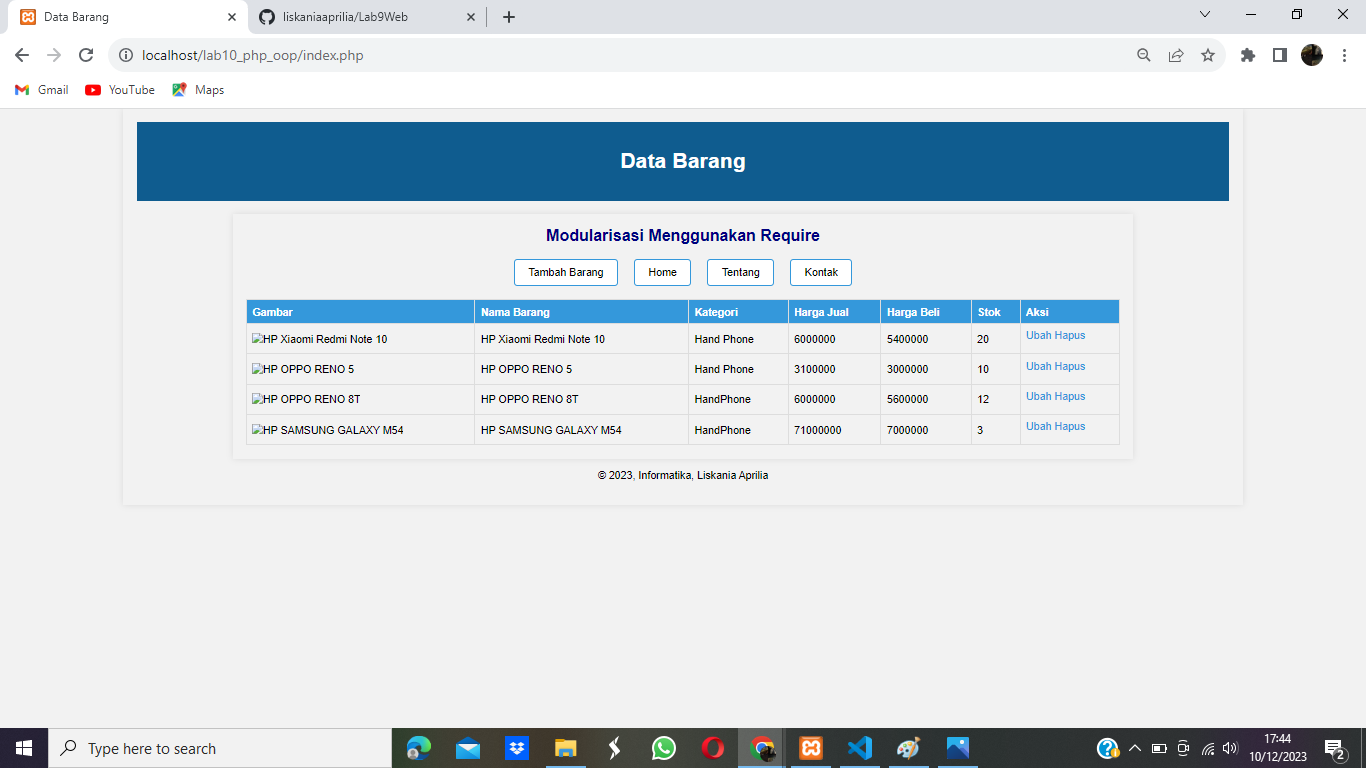 Data Barang
liskaniaaprilia/Lab9Web
localhost/lab10_php_oop/index.php
Gmail YouTube Maps
Data Barang
Modularisasi Menggunakan Require
Tambah Barang Home Tentang Kontak
Gambar Nama Barang Kategori Harga Jual Harga Beli Stok Aksi
HP Xiaomi Redmi Note 10 HP Xiaomi Redmi Note 10 Hand Phone 6000000 5400000 20 Ubah Hapus
HP OPPO RENO 5 HP OPPO RENO 5 Hand Phone 3100000 3000000 10 Ubah Hapus
HP OPPO RENO 8T HP OPPO RENO 8T HandPhone 6000000 5600000 12 Ubah Hapus
HP SAMSUNG GALAXY M54 HP SAMSUNG GALAXY M54 HandPhone 71000000 7000000 3 Ubah Hapus
© 2023, Informatika, Liskania Aprilia
Type here to search
17:44
10/12/2023
2